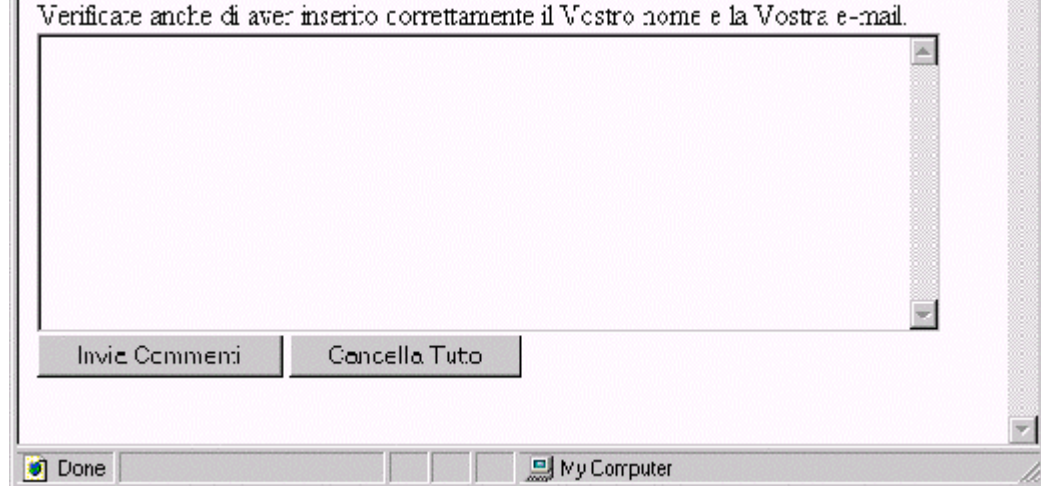 Verificate anche di aver inserito correttamente il Vostro nome e la Vostra e-mail.
Invia Commenti
Cancella Tutto
Done
My Computer